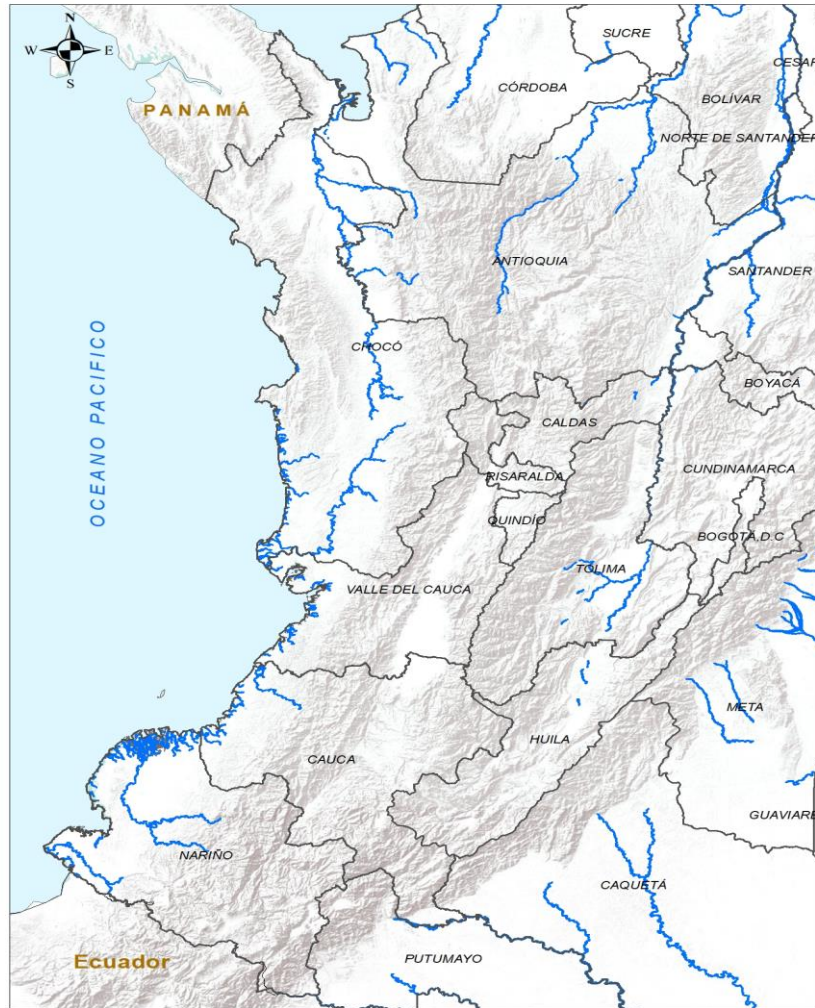 N
W E
S
SUCRE
CESAR
CÓRDOBA
BOLÍVAR
PANAMÁ
NORTE DE SANTANDER
ANTIOQUIA
SANTANDER
OCEANO PACIFICO
CHOCÓ
BOYACÁ
CALDAS
CUNDINAMARCA
RISARALDA
QUINDÍO
BOGOTÁ D.C
TOLIMA
VALLE DEL CAUCA
META
HUILA
CAUCA
GUAVIARE
NARIÑO
CAQUETÁ
Ecuador
PUTUMAYO